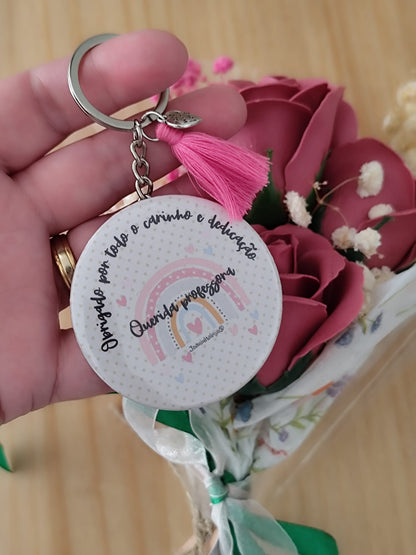 Obrigado por todo o carinho e dedicação
Querida professora